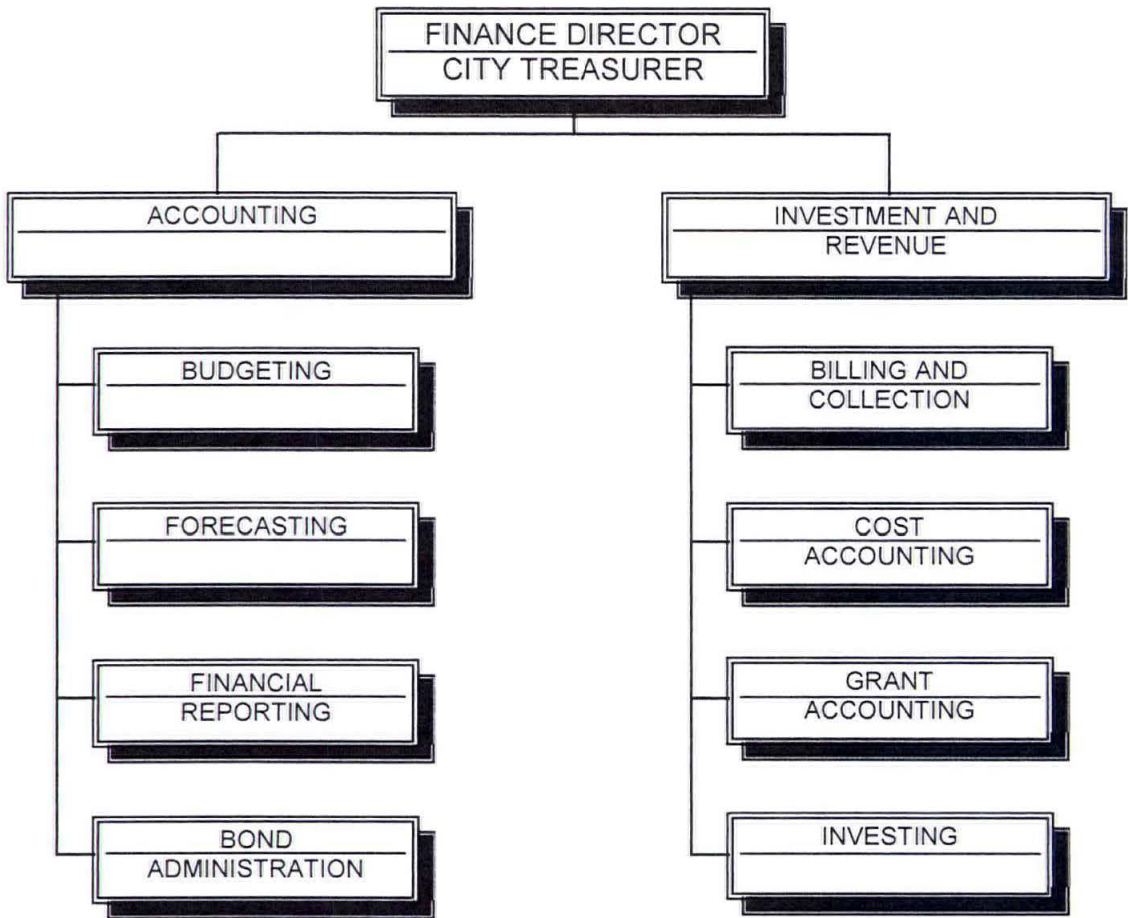 FINANCE DIRECTOR
CITY TREASURER
ACCOUNTING
INVESTMENT AND
REVENUE
BUDGETING
BILLING AND
COLLECTION
FORECASTING
COST
ACCOUNTING
FINANCIAL
REPORTING
GRANT
ACCOUNTING
BOND
ADMINISTRATION
INVESTING